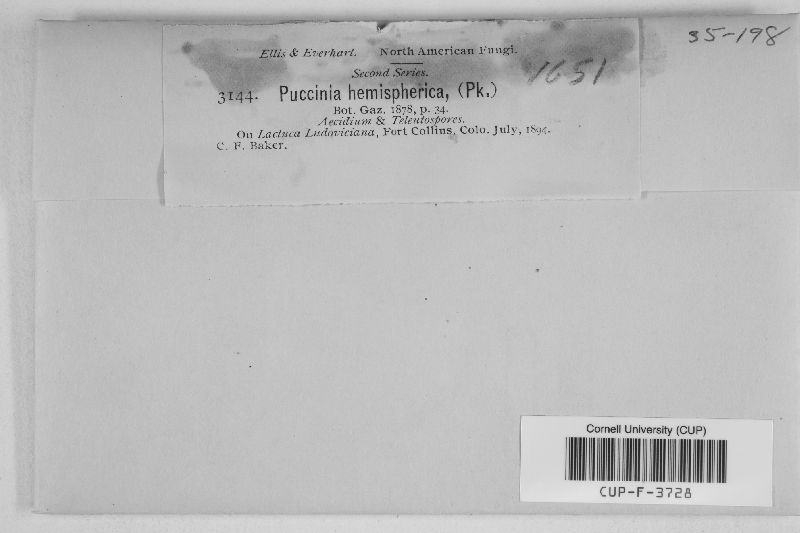 35-198
Ellis & Everhart. North American Fungi.
1651
Second Series.
3144. Puccinia hemispherica, (Pk.)
Bot. Gaz. 1878, p. 34.
Aecidium & Teleutospores.
On Lactuca Ludoviciana, Fort Collins, Colo. July, 1894.
C. F. Baker.
Cornell University (CUP)
CUP-F-3728